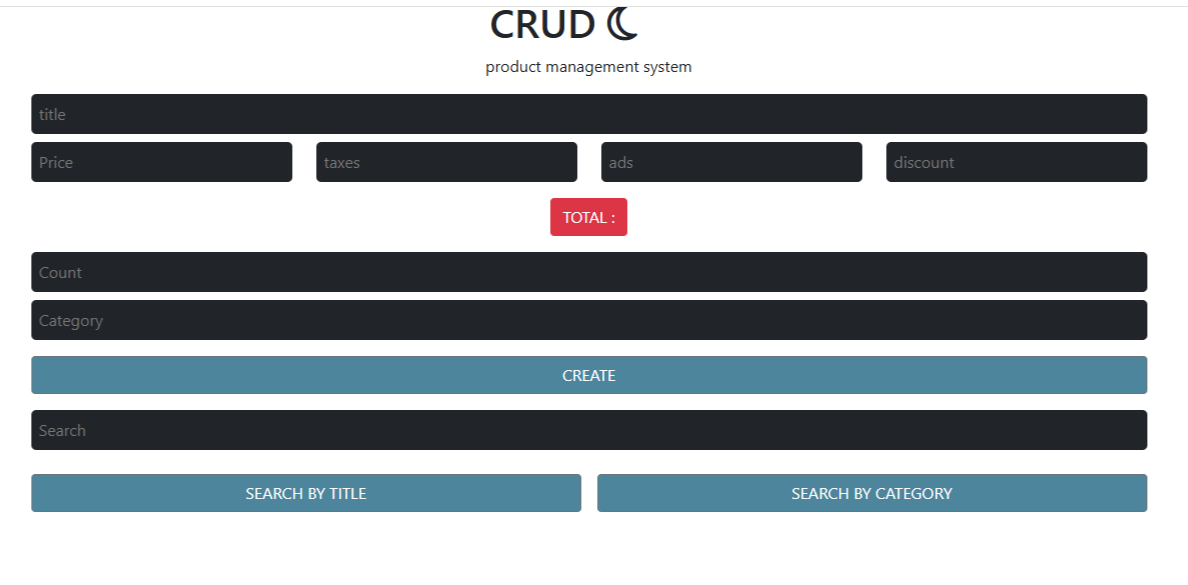 CRUD
product management system
title
Price taxes ads discount
TOTAL :
Count
Category
CREATE
Search
SEARCH BY TITLE SEARCH BY CATEGORY